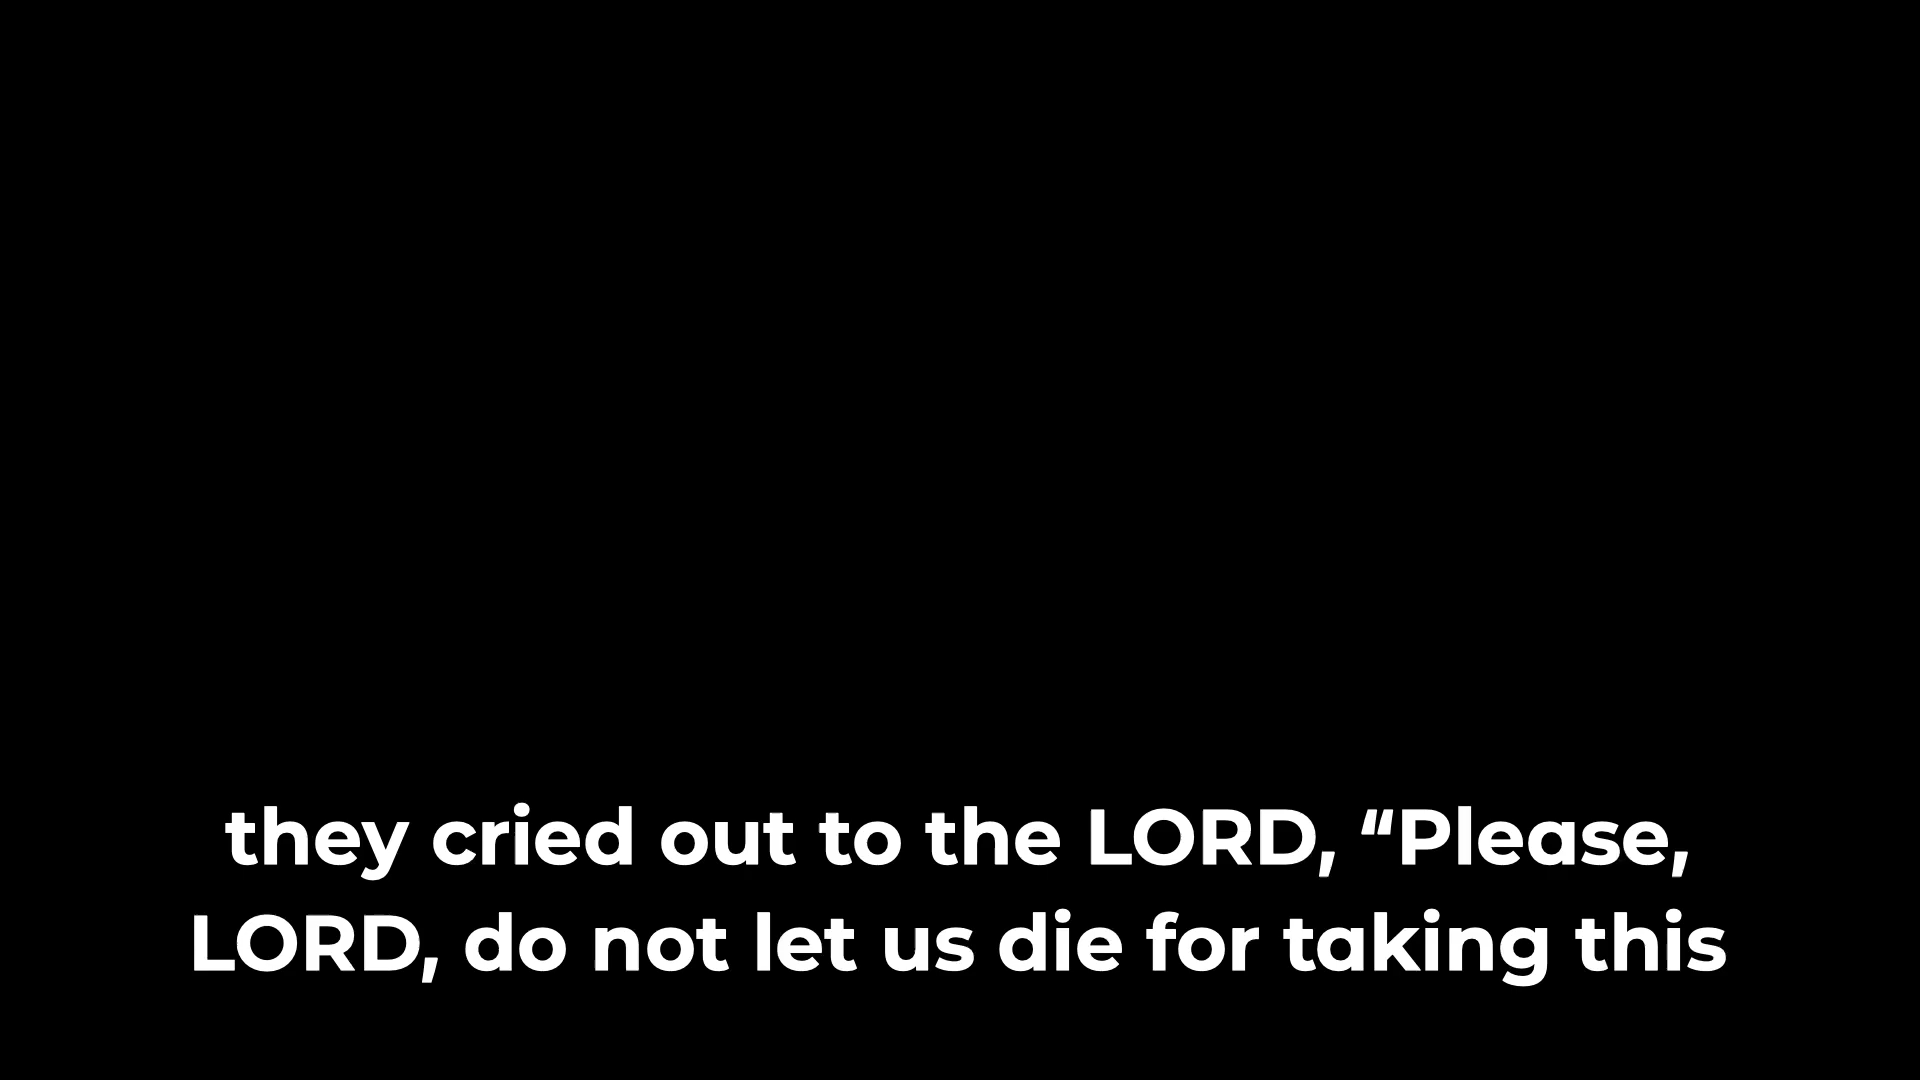 they cried out to the LORD, “Please,
LORD, do not let us die for taking this